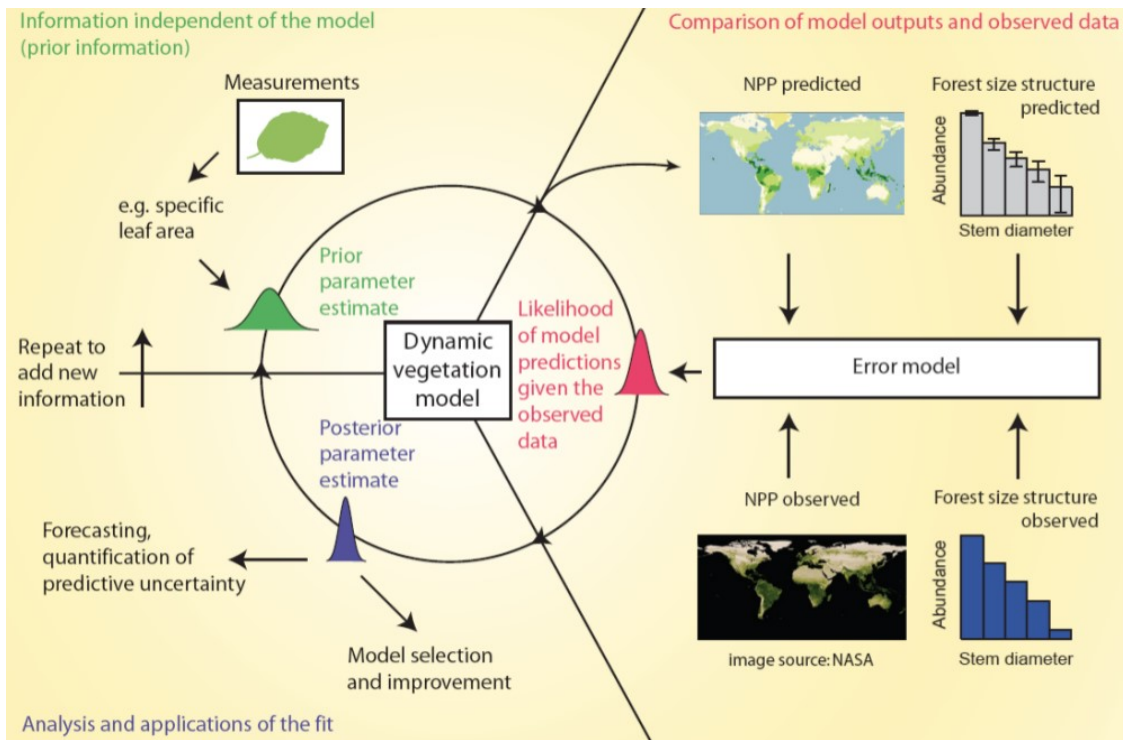 Information independent of the model
(prior information)
Measurements
e.g. specific
leaf area
Prior
parameter
estimate
Repeat to
add new
information
Dynamic
vegetation
model
Comparison of model outputs and observed data
NPP predicted
Forest size structure
predicted
Abundance
Stem diameter
Likelihood
of model
predictions
given the
observed
data
Error model
NPP observed
Forest size structure
observed
Abundance
Stem diameter
image source: NASA
Posterior
parameter
estimate
Forecasting,
quantification of
predictive uncertainty
Model selection
and improvement
Analysis and applications of the fit